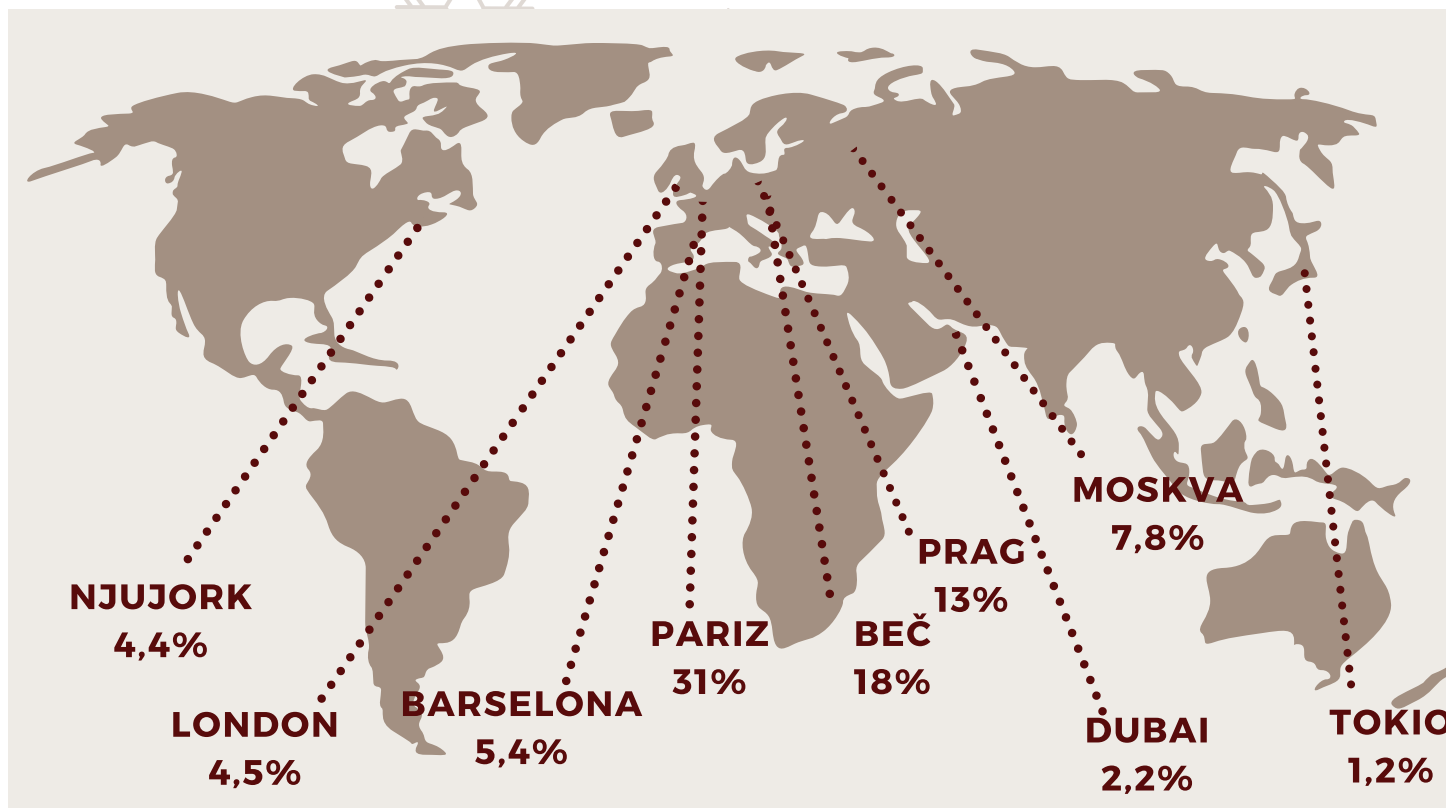 MOSKVA
7,8%
PRAG
13%
NJUJORK
4,4%
PARIZ
31%
BEČ
18%
BARSELONA
5,4%
LONDON
4,5%
DUBAI
2,2%
TOKIO
1,2%